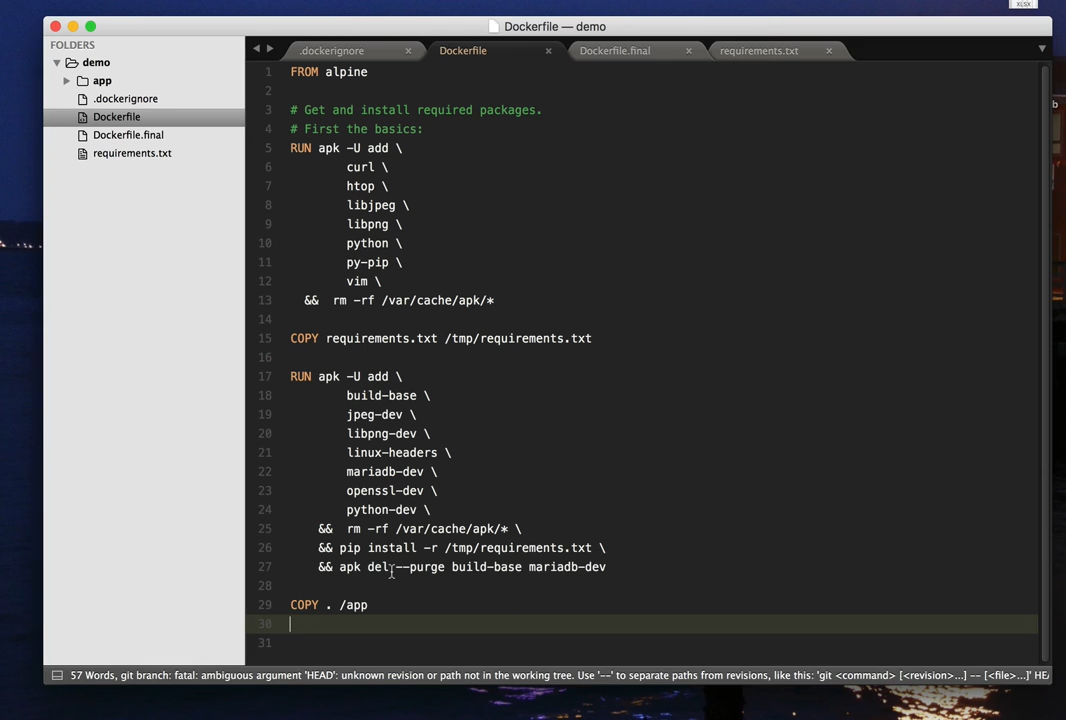 XLSX
Dockerfile — demo
FOLDERS
demo
app
.dockerignore
Dockerfile
Dockerfile.final
requirements.txt
.dockerignore ×
Dockerfile ×
Dockerfile.final ×
requirements.txt ×
1 FROM alpine
2
3 # Get and install required packages.
4 # First the basics:
5 RUN apk -U add \
6 curl \
7 htop \
8 libjpeg \
9 libpng \
10 python \
11 py-pip \
12 vim \
13 && rm -rf /var/cache/apk/*
14
15 COPY requirements.txt /tmp/requirements.txt
16
17 RUN apk -U add \
18 build-base \
19 jpeg-dev \
20 libpng-dev \
21 linux-headers \
22 mariadb-dev \
23 openssl-dev \
24 python-dev \
25 && rm -rf /var/cache/apk/* \
26 && pip install -r /tmp/requirements.txt \
27 && apk del --purge build-base mariadb-dev
28
29 COPY . /app
30
31
57 Words, git branch: fatal: ambiguous argument 'HEAD': unknown revision or path not in the working tree. Use '--' to separate paths from revisions, like this: 'git <command> [<revision>...] -- [<file>...]' HEA
b